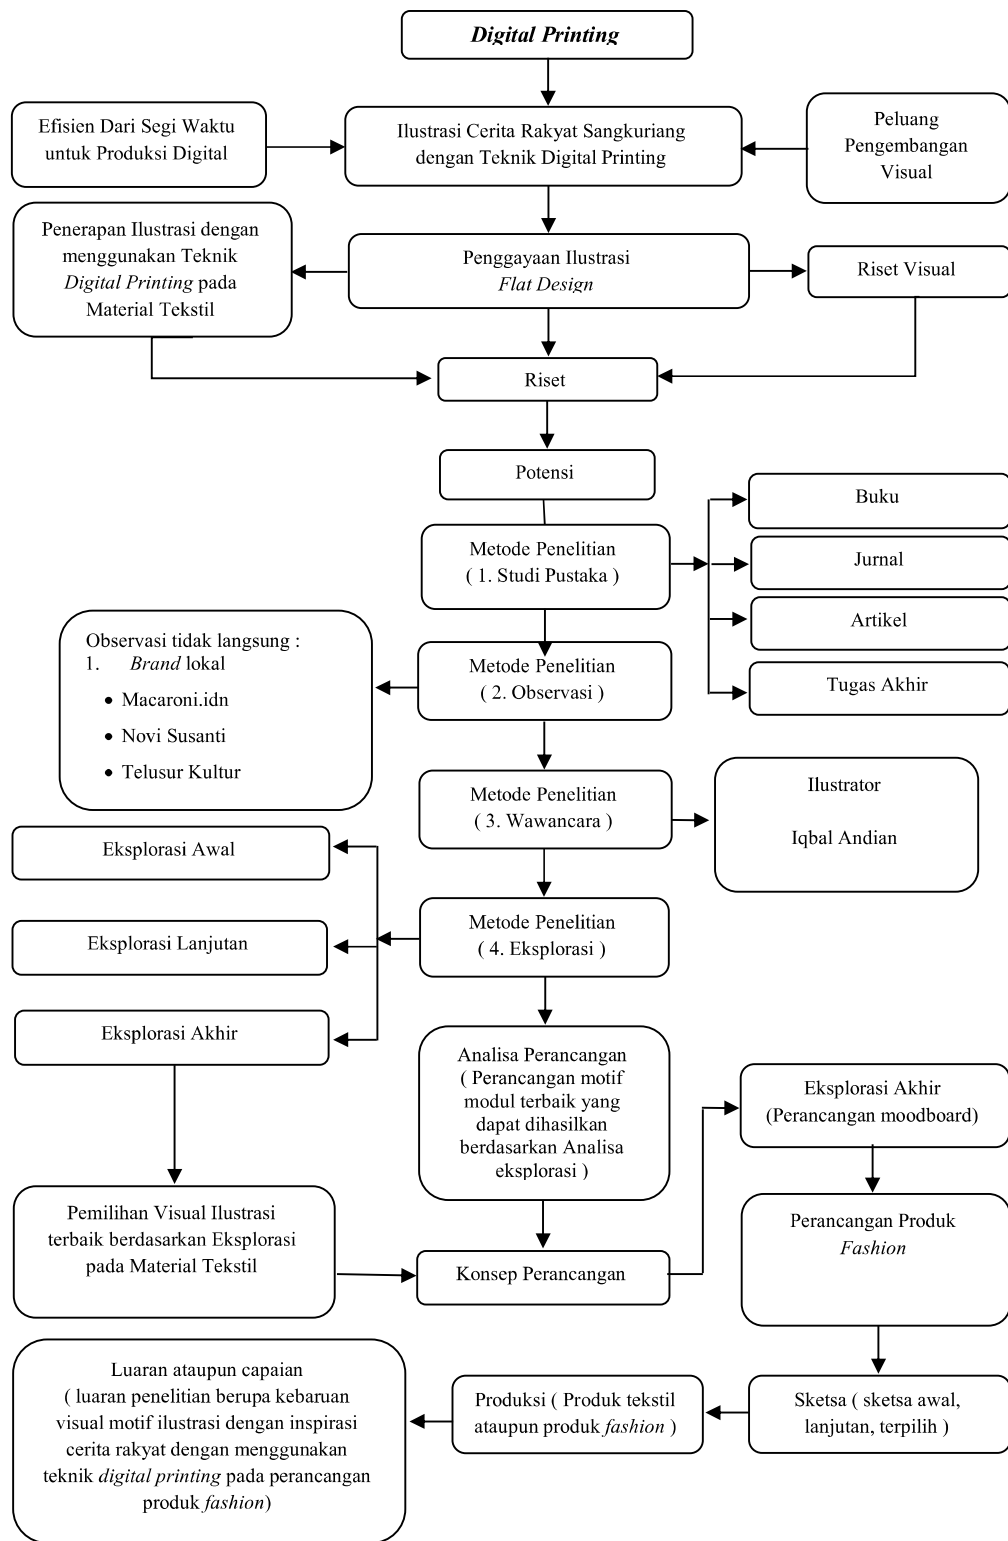 Digital Printing
Efisien Dari Segi Waktu
untuk Produksi Digital
Ilustrasi Cerita Rakyat Sangkuriang
dengan Teknik Digital Printing
Peluang
Pengembangan
Visual
Penerapan Ilustrasi dengan
menggunakan Teknik
Digital Printing pada
Material Tekstil
Penggayaan Ilustrasi
Flat Design
Riset Visual
Riset
Potensi
Metode Penelitian
( 1. Studi Pustaka )
Buku
Jurnal
Artikel
Tugas Akhir
Observasi tidak langsung :
1. Brand lokal
• Macaroni.idn
• Novi Susanti
• Telusur Kultur
Metode Penelitian
( 2. Observasi )
Metode Penelitian
( 3. Wawancara )
Ilustrator
Iqbal Andian
Eksplorasi Awal
Eksplorasi Lanjutan
Eksplorasi Akhir
Metode Penelitian
( 4. Eksplorasi )
Analisa Perancangan
( Perancangan motif
modul terbaik yang
dapat dihasilkan
berdasarkan Analisa
eksplorasi )
Eksplorasi Akhir
(Perancangan moodboard)
Pemilihan Visual Ilustrasi
terbaik berdasarkan Eksplorasi
pada Material Tekstil
Konsep Perancangan
Perancangan Produk
Fashion
Luaran ataupun capaian
( luaran penelitian berupa kebaruan
visual motif ilustrasi dengan inspirasi
cerita rakyat dengan menggunakan
teknik digital printing pada perancangan
produk fashion)
Produksi ( Produk tekstil
ataupun produk fashion )
Sketsa ( sketsa awal,
lanjutan, terpilih )